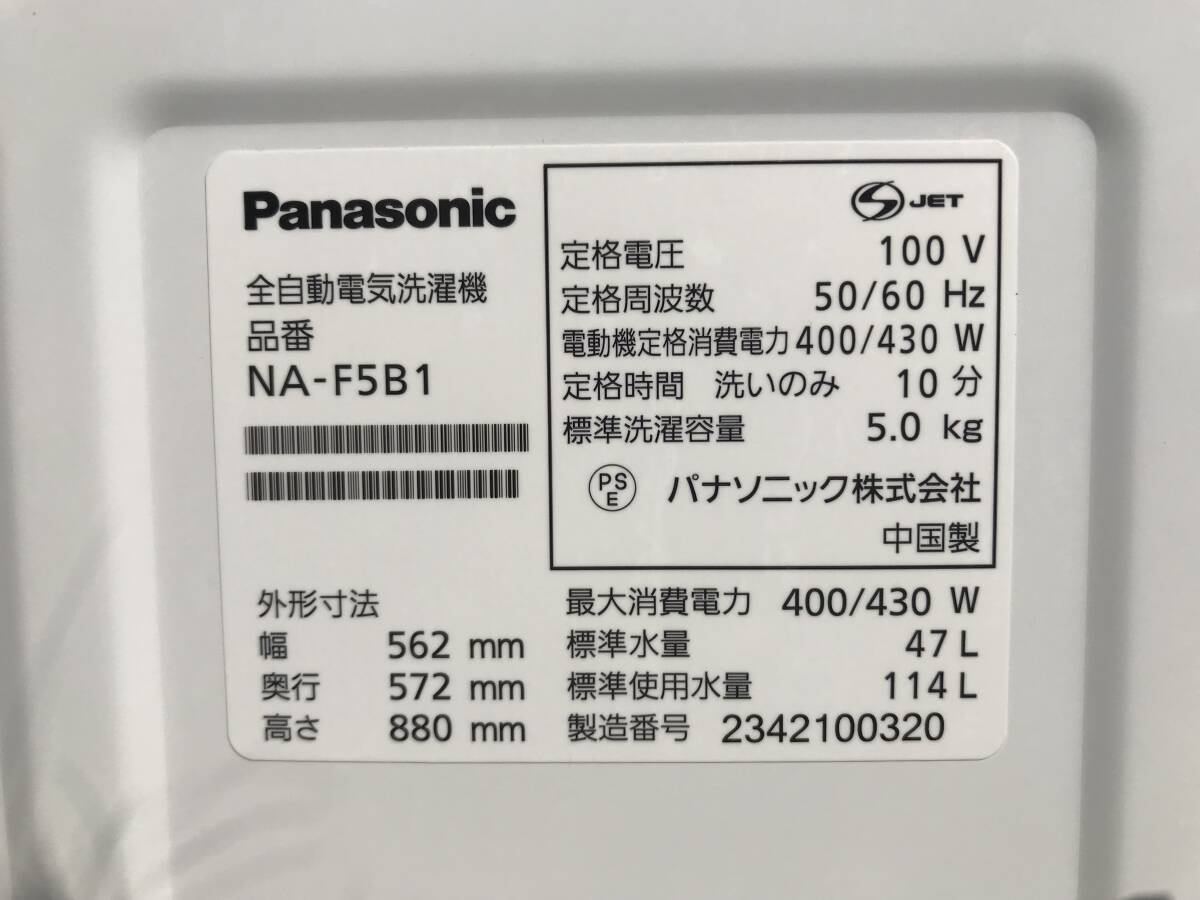 Panasonic
全自動電気洗濯機
品番
NA-F5B1
JET
定格電圧 100 V
定格周波数 50/60 Hz
電動機定格消費電力 400/430 W
定格時間 洗いのみ 10 分
標準洗濯容量 5.0 kg
PS
E
パナソニック株式会社
中国製
外形寸法
幅 562 mm
奥行 572 mm
高さ 880 mm
最大消費電力 400/430 W
標準水量 47 L
標準使用水量 114 L
製造番号 2342100320